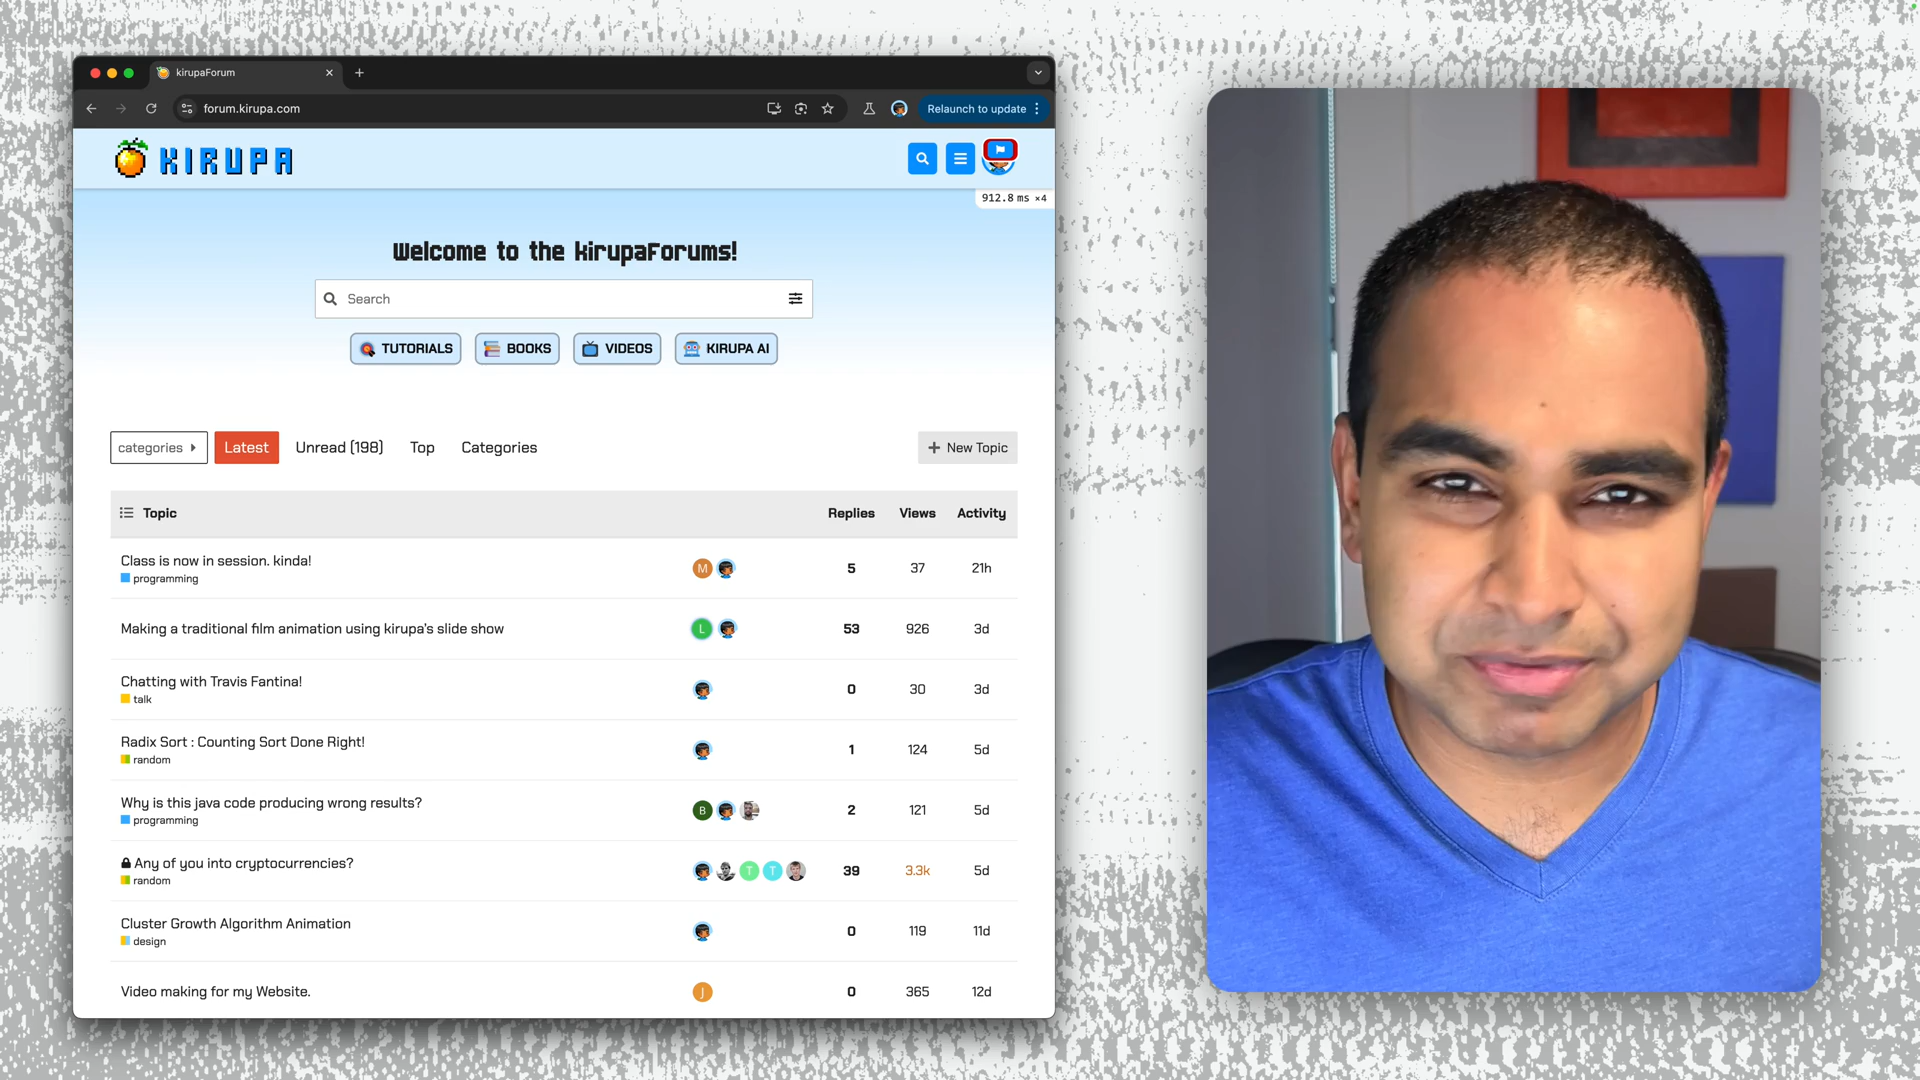 kirupaForum
forum.kirupa.com
Relaunch to update
KIRUPA
912.8 ms ×4
Welcome to the kirupaForums!
Search
TUTORIALS BOOKS VIDEOS KIRUPA AI
categories Latest Unread (198) Top Categories + New Topic
Topic Replies Views Activity
Class is now in session. kinda! M 5 37 21h
programming
Making a traditional film animation using kirupa's slide show L 53 926 3d
Chatting with Travis Fantina! 0 30 3d
talk
Radix Sort : Counting Sort Done Right! 1 124 5d
random
Why is this java code producing wrong results? B 2 121 5d
programming
Any of you into cryptocurrencies? T T 39 3.3k 5d
random
Cluster Growth Algorithm Animation 0 119 11d
design
Video making for my Website. J 0 365 12d